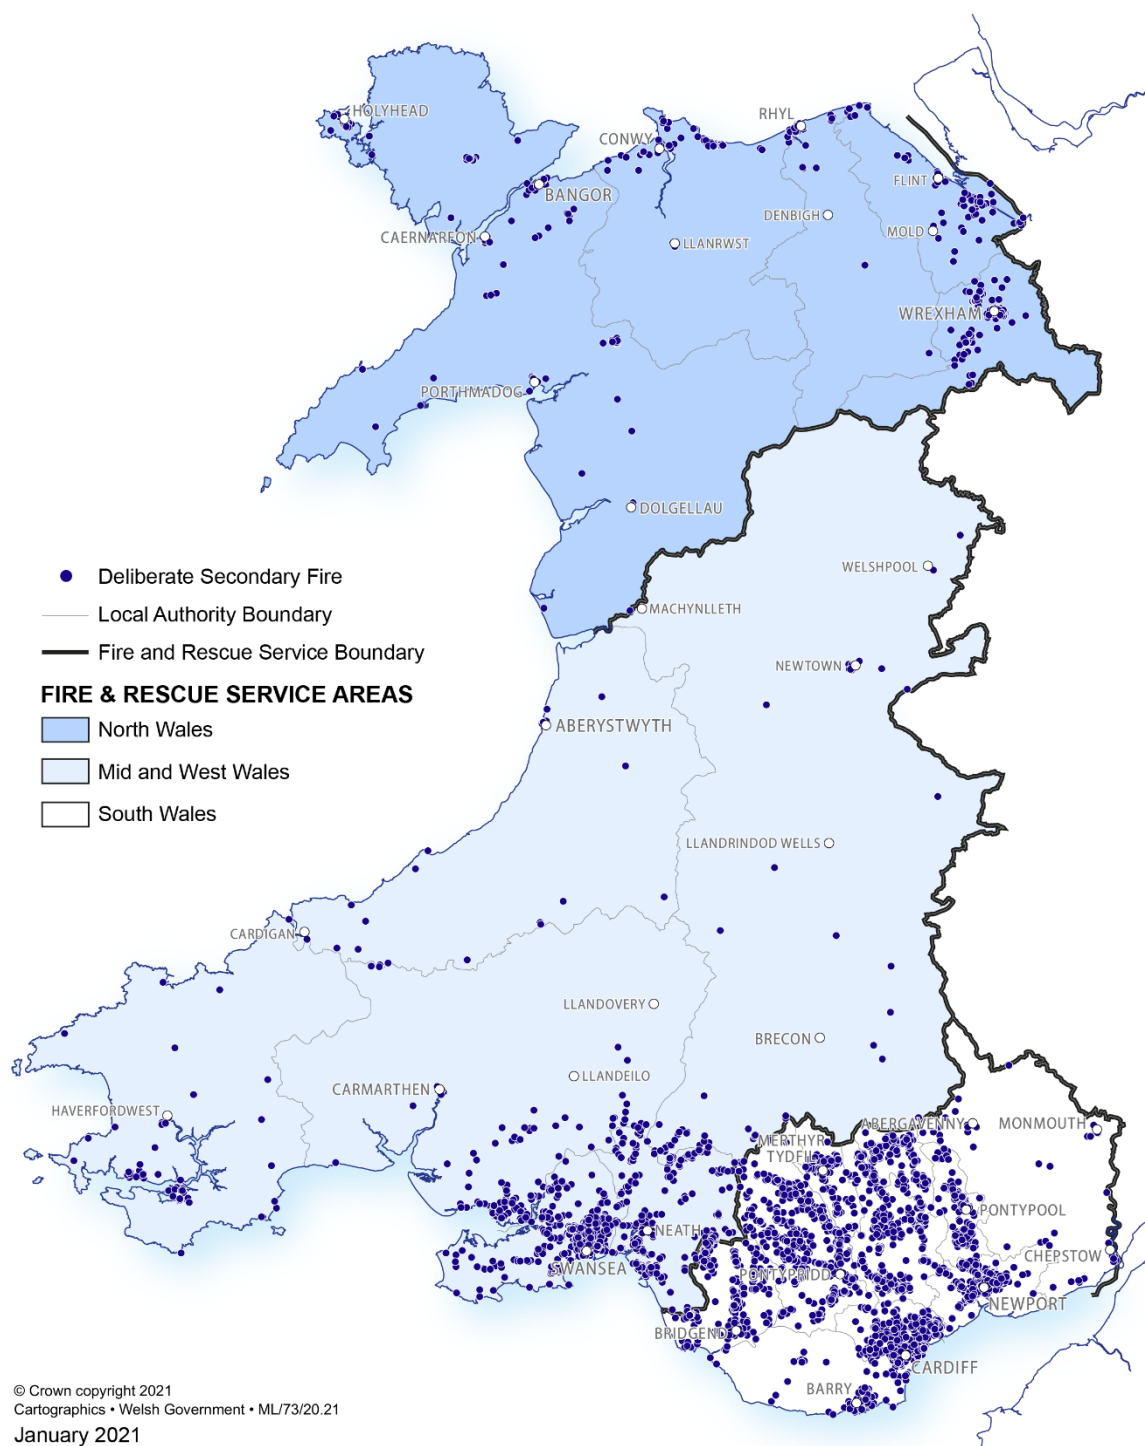 HOLYHEAD
RHYL
CONWY
FLINT
BANGOR
DENBIGH
MOLD
CAERNARFON
LLANRWST
WREXHAM
PORTHMADOG
DOLGELLAU
WELSHPOOL
Deliberate Secondary Fire
MACHYNLLETH
Local Authority Boundary
Fire and Rescue Service Boundary
NEWTOWN
FIRE & RESCUE SERVICE AREAS
North Wales
ABERYSTWYTH
Mid and West Wales
South Wales
LLANDRINDOD WELLS
CARDIGAN
LLANDOVERY
BRECON
LLANDEILO
CARMARTHEN
HAVERFORDWEST
ABERGAVENNY
MONMOUTH
MERTHYR
TYDFIL
PONTYPOOL
NEATH
CHEPSTOW
SWANSEA
PONTYPRIDD
NEWPORT
BRIDGEND
CARDIFF
BARRY
© Crown copyright 2021
Cartographics • Welsh Government • ML/73/20.21
January 2021